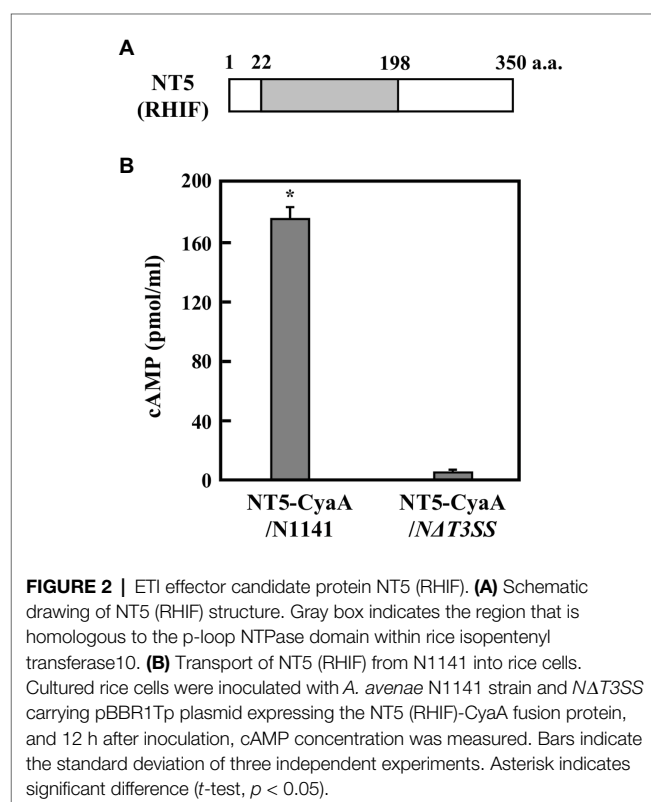 A
1 22 198 350 a.a.
NT5
(RHIF)
B
200
160
120
80
40
0
cAMP (pmol/ml)
*
NT5-CyaA
/N1141
NT5-CyaA
/NΔT3SS
FIGURE 2 | ETI effector candidate protein NT5 (RHIF). (A) Schematic
drawing of NT5 (RHIF) structure. Gray box indicates the region that is
homologous to the p-loop NTPase domain within rice isopentenyl
transferase10. (B) Transport of NT5 (RHIF) from N1141 into rice cells.
Cultured rice cells were inoculated with A. avenae N1141 strain and NΔT3SS
carrying pBBR1Tp plasmid expressing the NT5 (RHIF)-CyaA fusion protein,
and 12 h after inoculation, cAMP concentration was measured. Bars indicate
the standard deviation of three independent experiments. Asterisk indicates
significant difference (t-test, p < 0.05).